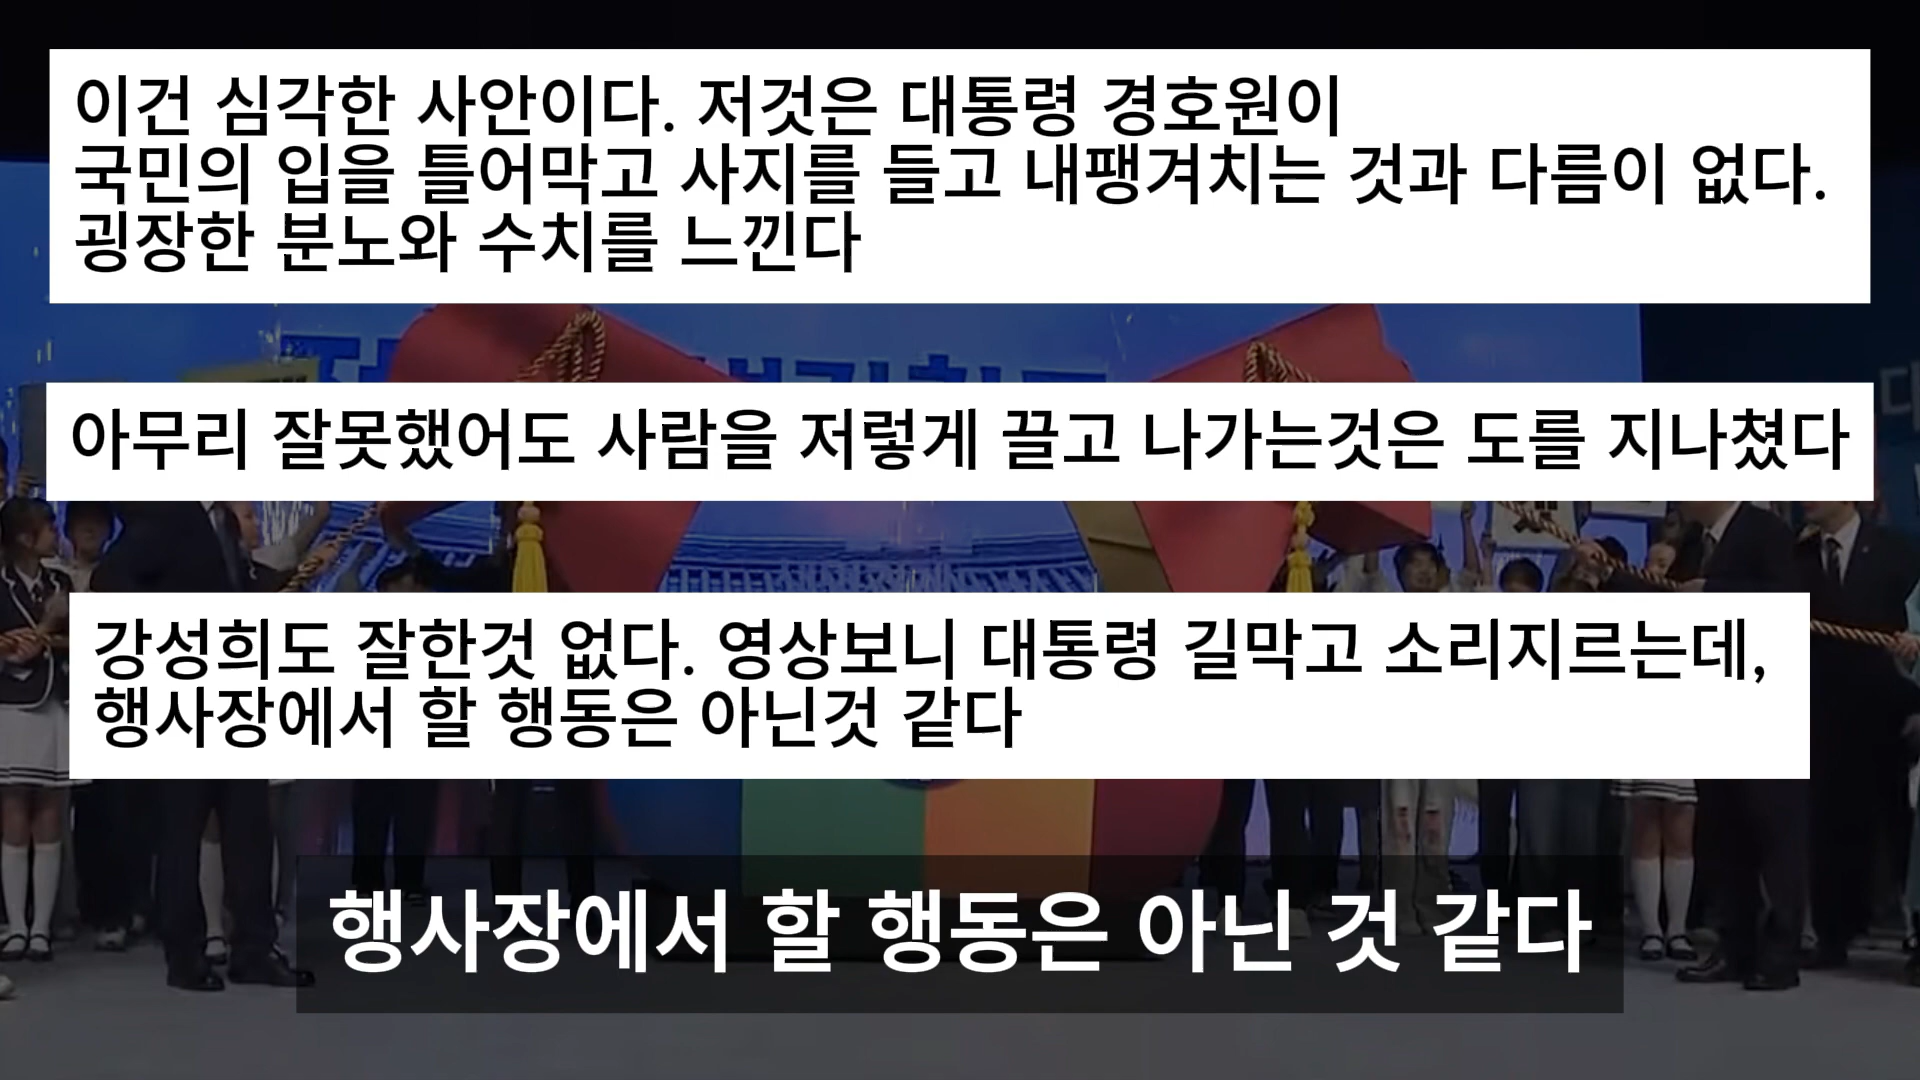 이건 심각한 사안이다. 저것은 대통령 경호원이
국민의 입을 틀어막고 사지를 들고 내팽겨치는 것과 다름이 없다.
굉장한 분노와 수치를 느낀다
아무리 잘못했어도 사람을 저렇게 끌고 나가는것은 도를 지나쳤다
강성희도 잘한것 없다. 영상보니 대통령 길막고 소리지르는데,
행사장에서 할 행동은 아닌것 같다
행사장에서 할 행동은 아닌 것 같다